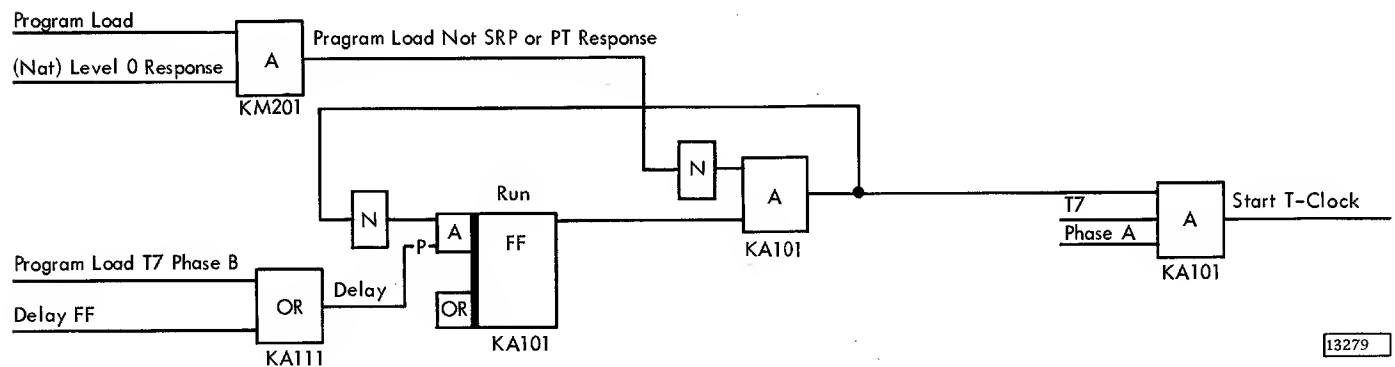 Program Load
(Nat) Level 0 Response
A
KM201
Pragram Load Not SRP or PT Response
N
A
KA101
T7
Phase A
A
KA101
Start T-Clock
N
Run
A
FF
P
OR
KA101
Program Load T7 Phase B
Delay FF
OR
KA111
Delay
13279